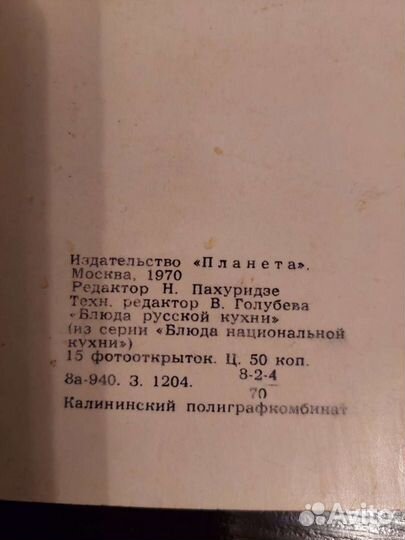 Издательство «Планета».
Москва, 1970
Редактор Н. Пахуридзе
Техн. редактор В. Голубева
«Блюда русской кухни»
(из серии «Блюда национальной
кухни»)
15 фотооткрыток. Ц. 50 коп.
8а-940. З. 1204. 8-2-4
70
Калининский полиграфкомбинат
Avito